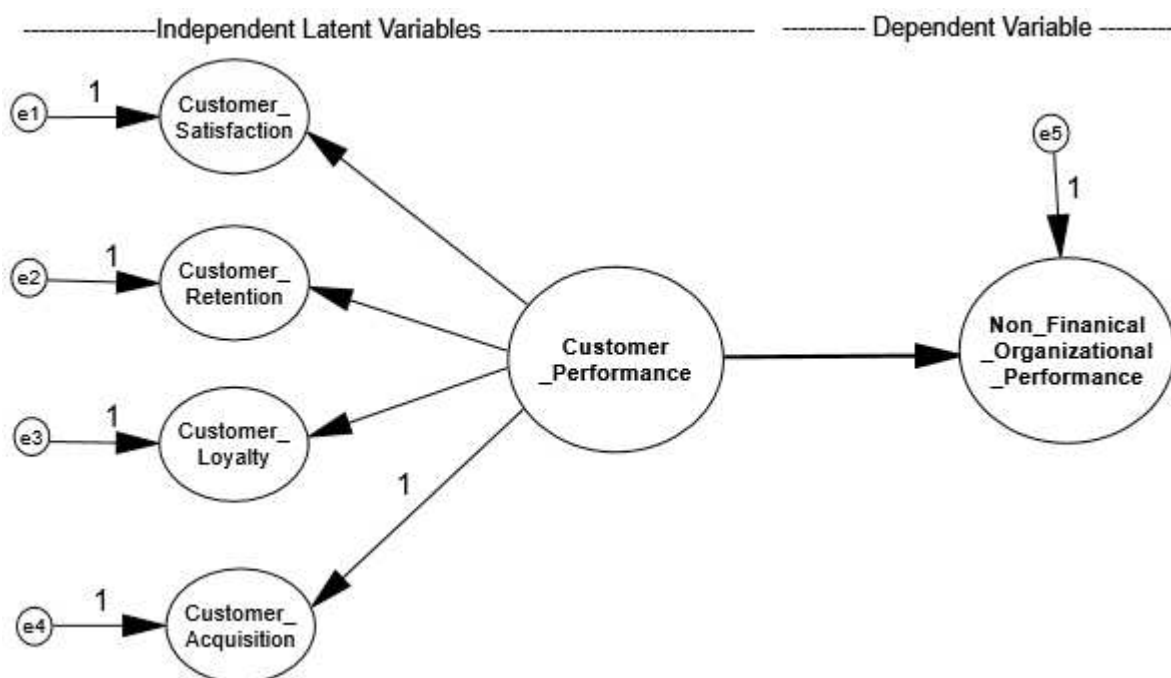 -------------Independent Latent Variables -------------------------- -------- Dependent Variable -------
e1
1
Customer_
Satisfaction
e5
1
e2
1
Customer_
Retention
Customer
_Performance
Non_Finanical
_Organizational
_Performance
e3
1
Customer_
Loyalty
1
e4
1
Customer_
Acquisition